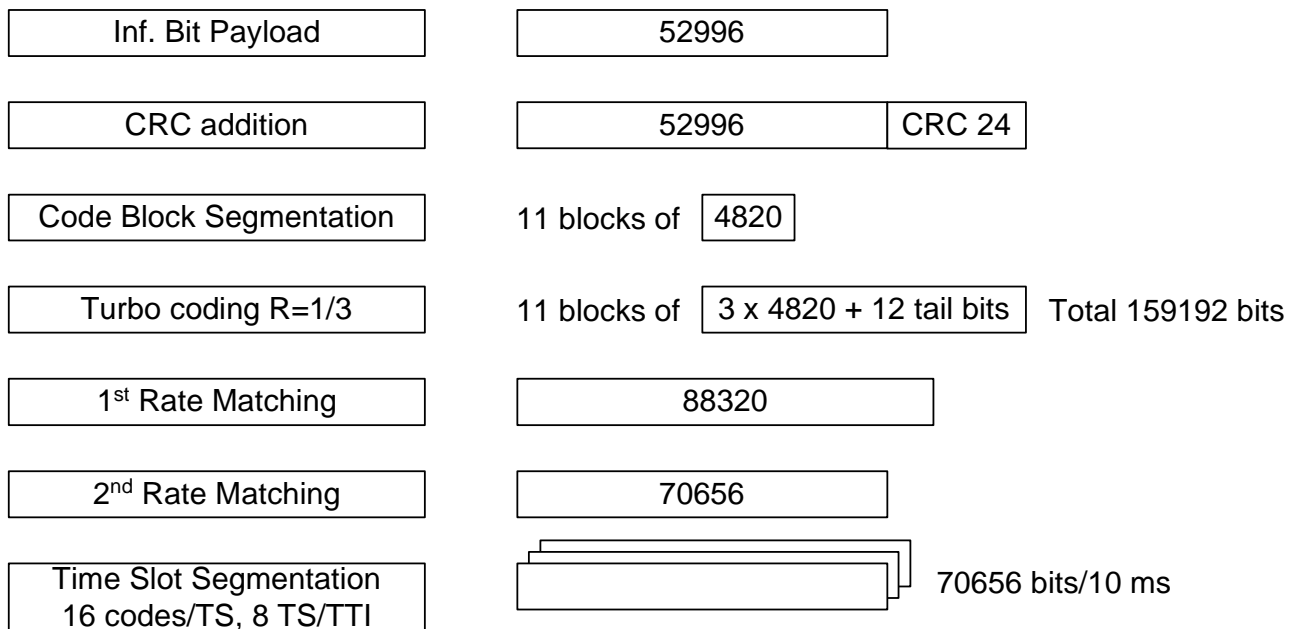 Inf. Bit Payload 52996
CRC addition 52996 CRC 24
Code Block Segmentation 11 blocks of 4820
Turbo coding R=1/3 11 blocks of 3 x 4820 + 12 tail bits Total 159192 bits
1st Rate Matching 88320
2nd Rate Matching 70656
Time Slot Segmentation
16 codes/TS, 8 TS/TTI
70656 bits/10 ms